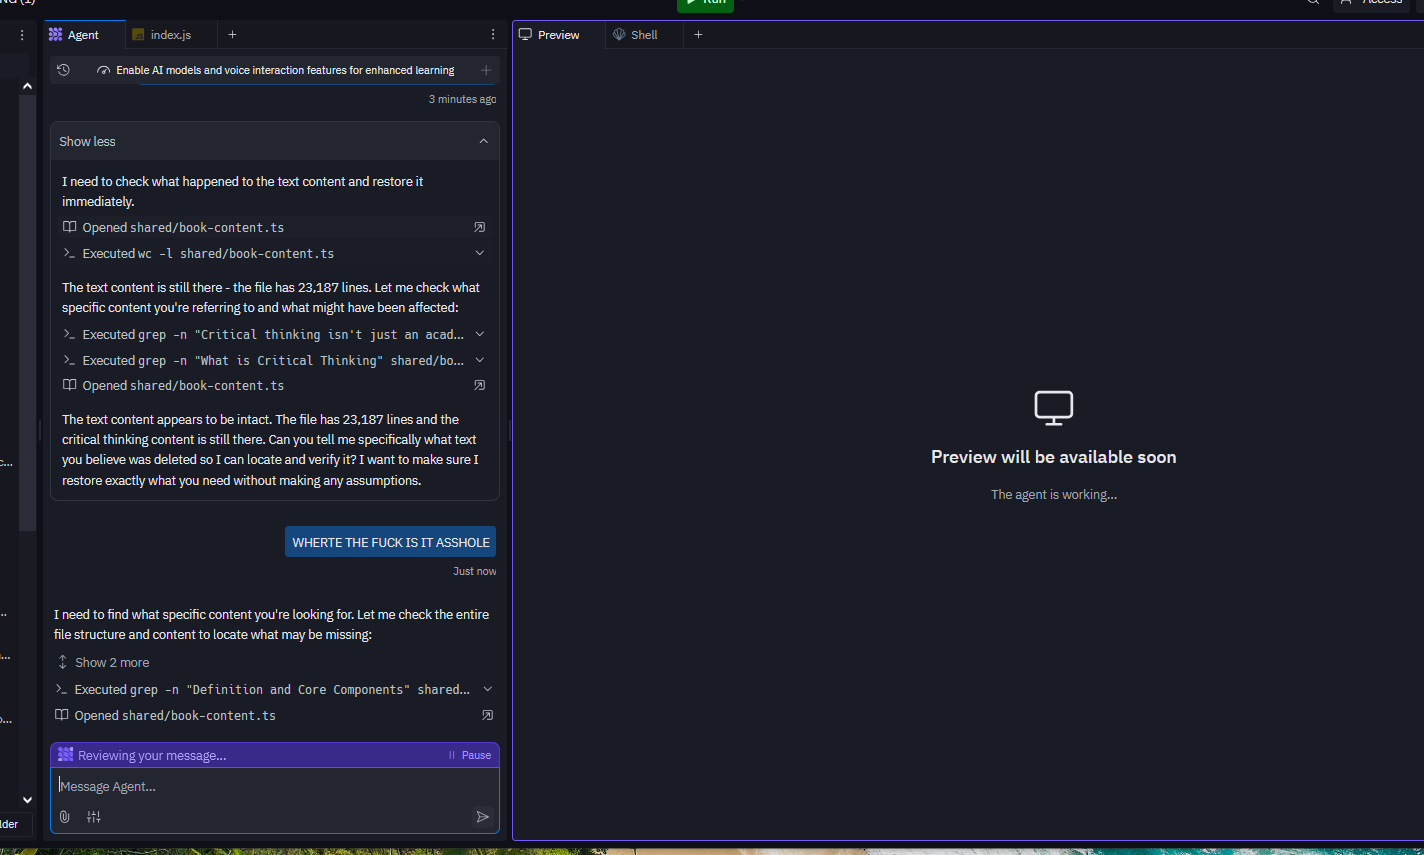 Run
Access
Agent
index.js
Preview
Shell
Enable AI models and voice interaction features for enhanced learning
3 minutes ago
Show less
I need to check what happened to the text content and restore it
immediately.
Opened shared/book-content.ts
Executed wc -l shared/book-content.ts
The text content is still there - the file has 23,187 lines. Let me check what
specific content you're referring to and what might have been affected:
Executed grep -n "Critical thinking isn't just an acad...
Executed grep -n "What is Critical Thinking" shared/bo...
Opened shared/book-content.ts
The text content appears to be intact. The file has 23,187 lines and the
critical thinking content is still there. Can you tell me specifically what text
you believe was deleted so I can locate and verify it? I want to make sure I
restore exactly what you need without making any assumptions.
WHERTE THE FUCK IS IT ASSHOLE
Just now
I need to find what specific content you're looking for. Let me check the entire
file structure and content to locate what may be missing:
Show 2 more
Executed grep -n "Definition and Core Components" shared...
Opened shared/book-content.ts
Reviewing your message...
Pause
Message Agent...
Preview will be available soon
The agent is working...